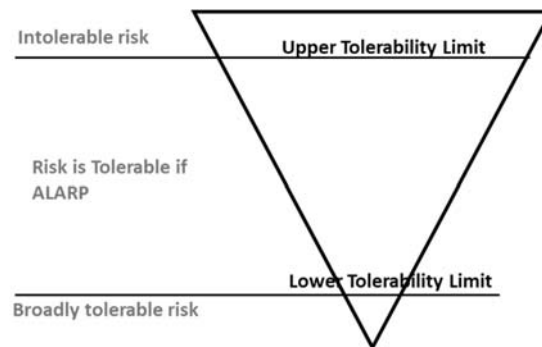 Intolerable risk
Upper Tolerability Limit
Risk is Tolerable if
ALARP
Lower Tolerability Limit
Broadly tolerable risk